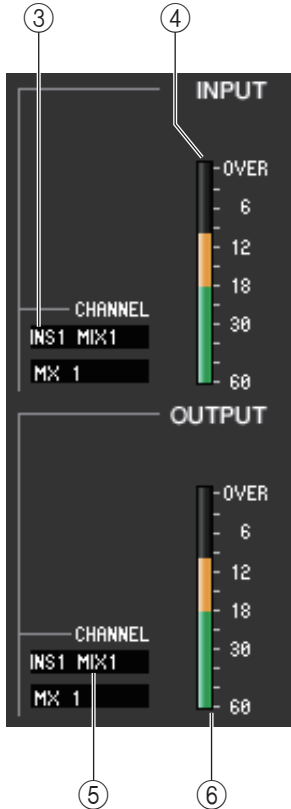 ③ ④
INPUT
OVER
6
12
18
CHANNEL
30
INS1 MIX1
MX 1
60
OUTPUT
OVER
6
12
18
CHANNEL
30
INS1 MIX1
MX 1
60
⑤ ⑥